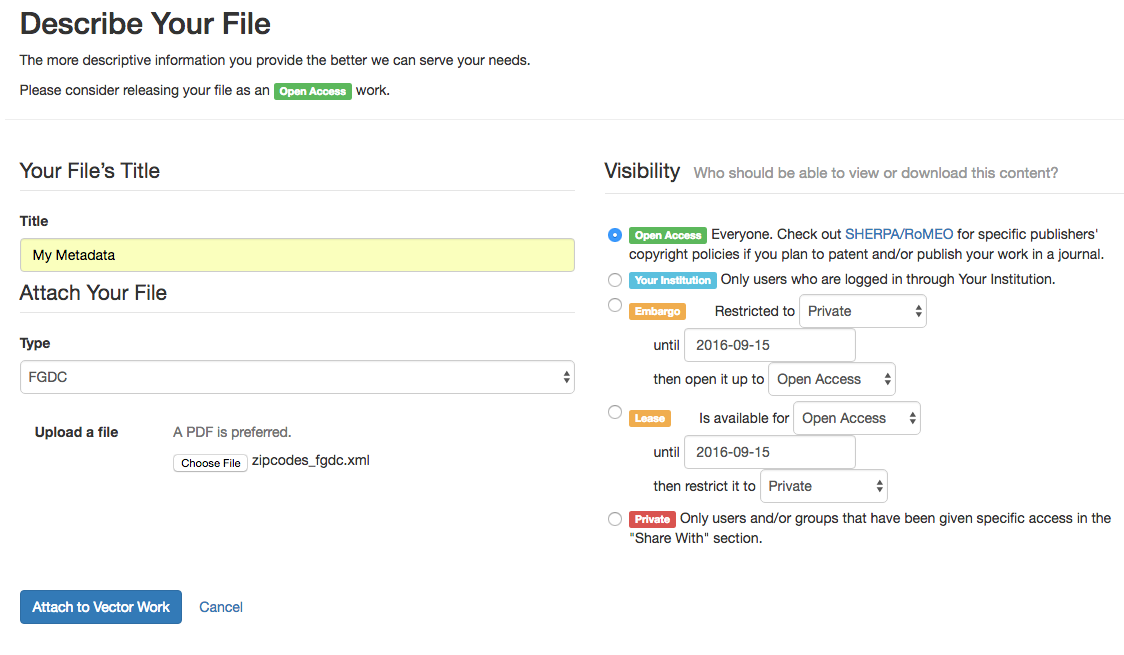 Describe Your File
The more descriptive information you provide the better we can serve your needs.
Please consider releasing your file as an Open Access work.
Your File's Title
Title
My Metadata
Attach Your File
Type
FGDC
Upload a file A PDF is preferred.
Choose File zipcodes_fgdc.xml
Visibility Who should be able to view or download this content?
Open Access Everyone. Check out SHERPA/RoMEO for specific publishers'
copyright policies if you plan to patent and/or publish your work in a journal.
Your Institution Only users who are logged in through Your Institution.
Embargo Restricted to Private
until 2016-09-15
then open it up to Open Access
Lease Is available for Open Access
until 2016-09-15
then restrict it to Private
Private Only users and/or groups that have been given specific access in the
"Share With" section.
Attach to Vector Work Cancel